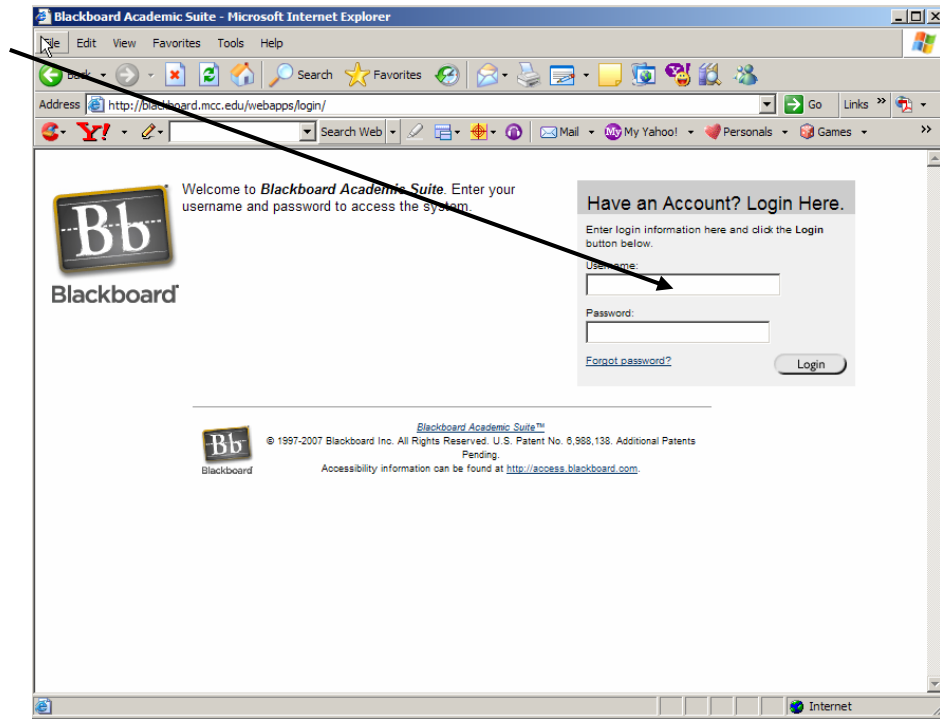 Blackboard Academic Suite - Microsoft Internet Explorer
File Edit View Favorites Tools Help
Back Search Favorites
Address http://blackboard.mcc.edu/webapps/login/ Go Links »
Y! Search Web Mail My Yahoo! Personals Games »
Welcome to Blackboard Academic Suite. Enter your
username and password to access the system.
Bb
Blackboard
Have an Account? Login Here.
Enter login information here and click the Login
button below.
Username:
Password:
Forgot password?
Login
Bb
Blackboard
Blackboard Academic Suite™
© 1997-2007 Blackboard Inc. All Rights Reserved. U.S. Patent No. 6,988,138. Additional Patents
Pending.
Accessibility information can be found at http://access.blackboard.com.
Internet